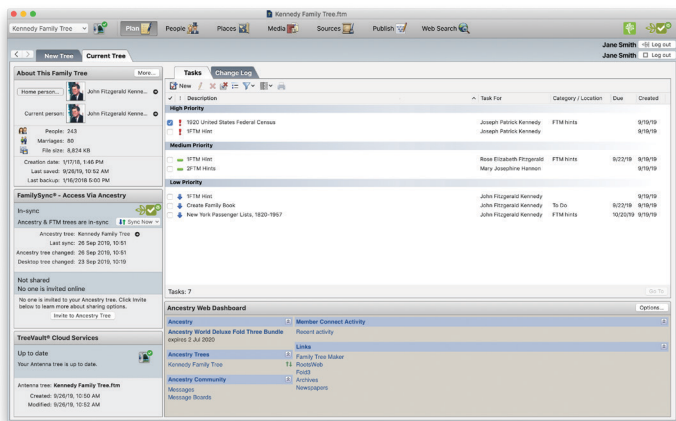 Kennedy Family Tree.ftm
Kennedy Family Tree
Plan
People
Places
Media
Sources
Publish
Web Search
Jane Smith Log out
Jane Smith Log out
New Tree Current Tree
About This Family Tree More...
Home person... John Fitzgerald Kenne...
Current person: John Fitzgerald Kenne...
People: 243
Marriages: 80
File size: 8,824 KB
Creation date: 1/17/18, 1:46 PM
Last saved: 9/26/19, 10:52 AM
Last backup: 1/16/2018 5:00 PM
FamilySync® - Access Via Ancestry
In-sync
Ancestry & FTM trees are in-sync Sync Now
Ancestry tree: Kennedy Family Tree
Last sync: 26 Sep 2019, 10:51
Ancestry tree changed: 26 Sep 2019, 10:51
Desktop tree changed: 23 Sep 2019, 10:19
Not shared
No one is invited online
No one is invited to your Ancestry tree. Click Invite
below to learn more about sharing options.
Invite to Ancestry Tree
TreeVault® Cloud Services
Up to date
Your Antenna tree is up to date.
Antenna tree: Kennedy Family Tree.ftm
Created: 9/26/19, 10:50 AM
Modified: 9/26/19, 10:52 AM
Tasks Change Log
New
Description Task For Category / Location Due Created
High Priority
1920 United States Federal Census Joseph Patrick Kennedy FTM hints 9/19/19
1FTM Hint Joseph Patrick Kennedy 9/19/19
Medium Priority
1FTM Hint Rose Elizabeth Fitzgerald FTM hints 9/22/19 9/19/19
2FTM Hints Mary Josephine Hannon 9/19/19
Low Priority
1FTM Hint John Fitzgerald Kennedy 9/19/19
Create Family Book John Fitzgerald Kennedy To Do 9/22/19 9/19/19
New York Passenger Lists, 1820-1957 John Fitzgerald Kennedy FTM hints 10/20/19 9/19/19
Tasks: 7 Go To
Ancestry Web Dashboard Options...
Ancestry
Ancestry World Deluxe Fold Three Bundle
expires 2 Jul 2020
Ancestry Trees
Kennedy Family Tree
Ancestry Community
Messages
Message Boards
Member Connect Activity
Recent activity
Links
Family Tree Maker
RootsWeb
Fold3
Archives
Newspapers